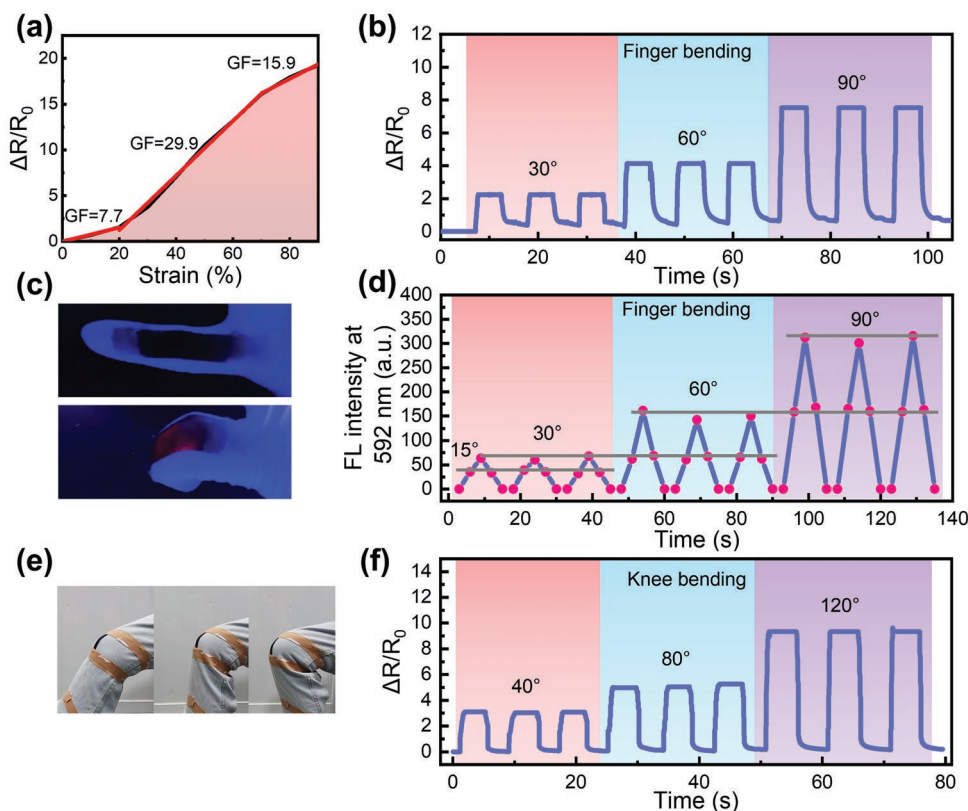 (a)
20
15
10
5
0
ΔR/R0
GF=7.7
GF=29.9
GF=15.9
0 20 40 60 80
Strain (%)
(b)
12
10
8
6
4
2
0
ΔR/R0
Finger bending
30°
60°
90°
0 20 40 60 80 100
Time (s)
(c)
(d)
400
350
300
250
200
150
100
50
0
FL intensity at
592 nm (a.u.)
Finger bending
15°
30°
60°
90°
0 20 40 60 80 100 120 140
Time (s)
(e)
(f)
14
12
10
8
6
4
2
0
ΔR/R0
Knee bending
40°
80°
120°
0 20 40 60 80
Time (s)